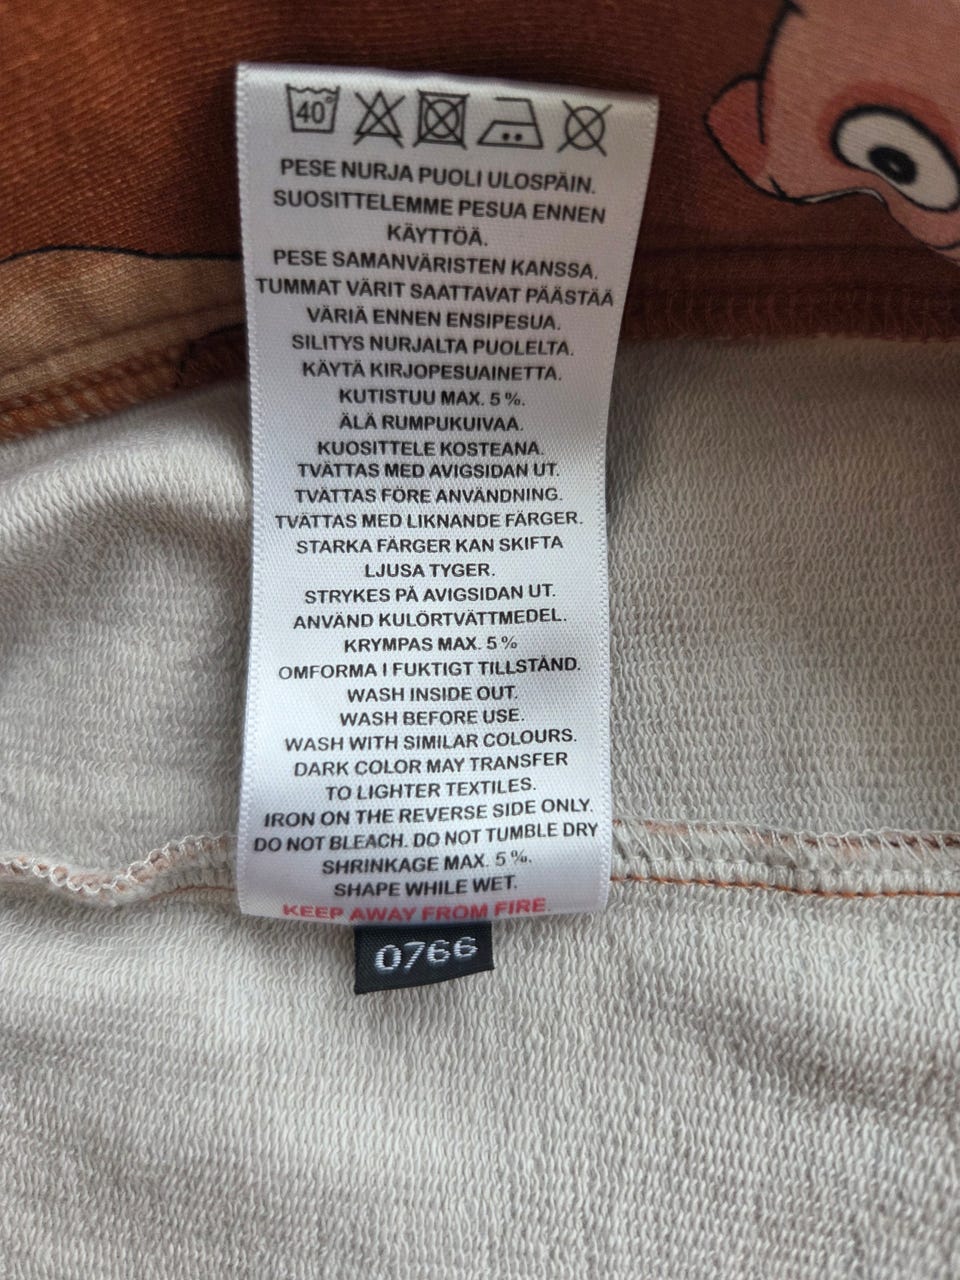 40°
PESE NURJA PUOLI ULOSPÄIN.
SUOSITTELEMME PESUA ENNEN
KÄYTTÖÄ.
PESE SAMANVÄRISTEN KANSSA.
TUMMAT VÄRIT SAATTAVAT PÄÄSTÄÄ
VÄRIÄ ENNEN ENSIPESUA.
SILITYS NURJALTA PUOLELTA.
KÄYTÄ KIRJOPESUAINETTA.
KUTISTUU MAX. 5 %.
ÄLÄ RUMPUKUIVAA.
KUOSITTELE KOSTEANA.
TVÄTTAS MED AVIGSIDAN UT.
TVÄTTAS FÖRE ANVÄNDNING.
TVÄTTAS MED LIKNANDE FÄRGER.
STARKA FÄRGER KAN SKIFTA
LJUSA TYGER.
STRYKES PÅ AVIGSIDAN UT.
ANVÄND KULÖRTVÄTTMEDEL.
KRYMPAS MAX. 5 %
OMFORMA I FUKTIGT TILLSTÅND.
WASH INSIDE OUT.
WASH BEFORE USE.
WASH WITH SIMILAR COLOURS.
DARK COLOR MAY TRANSFER
TO LIGHTER TEXTILES.
IRON ON THE REVERSE SIDE ONLY.
DO NOT BLEACH. DO NOT TUMBLE DRY
SHRINKAGE MAX. 5 %.
SHAPE WHILE WET.
KEEP AWAY FROM FIRE.
0766